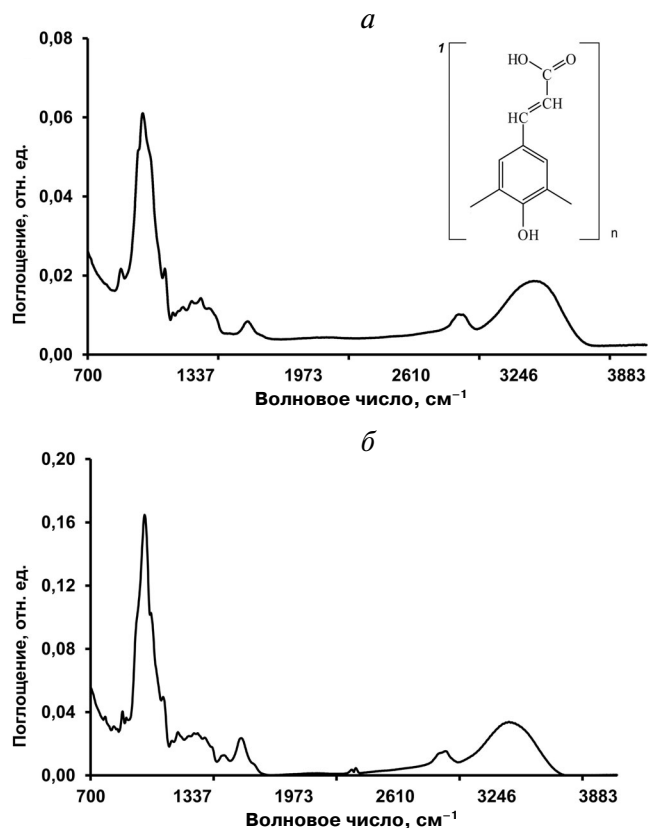 а
0,08
0,06
0,04
0,02
0,00
Поглощение, отн. ед.
1
HO
O
C
CH
HC
OH
n
700 1337 1973 2610 3246 3883
Волновое число, см⁻¹
б
0,20
0,16
0,12
0,08
0,04
0,00
Поглощение, отн. ед.
700 1337 1973 2610 3246 3883
Волновое число, см⁻¹